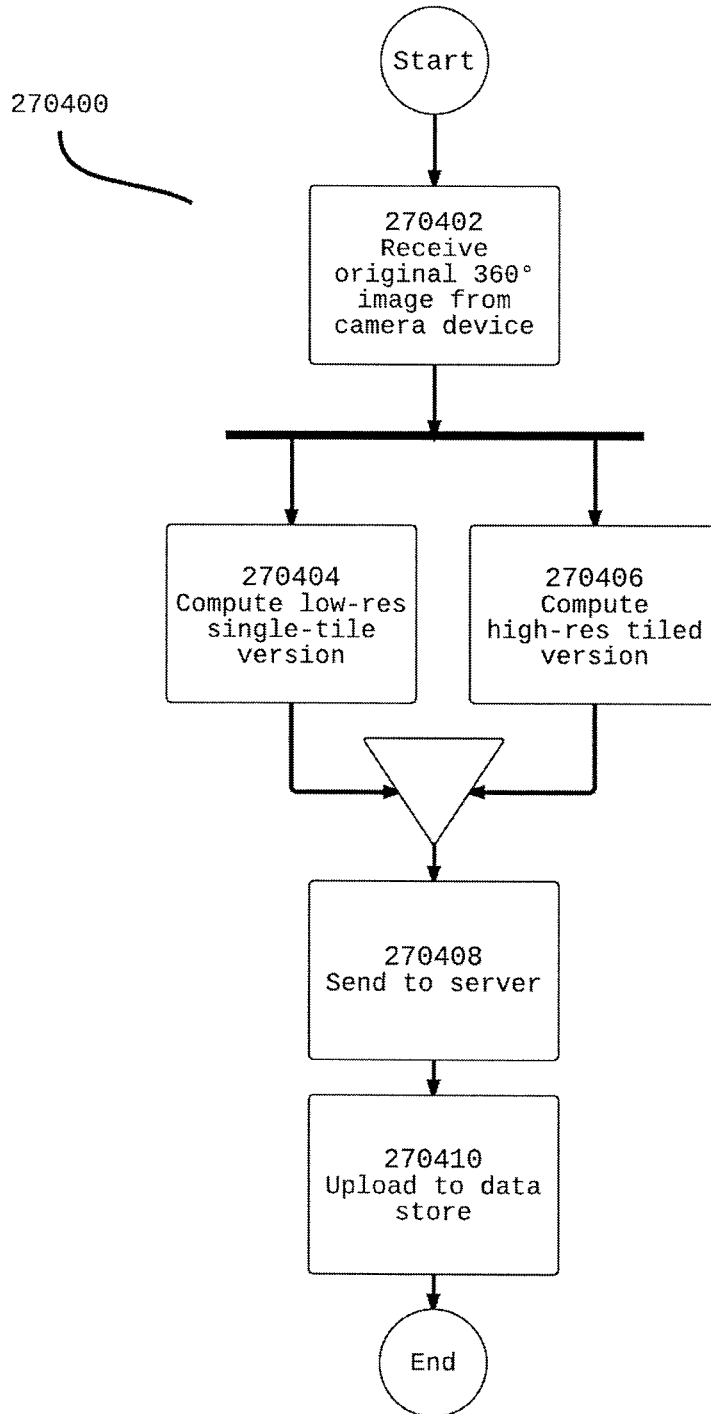 Start
270400
270402
Receive
original 360°
image from
camera device
270404
Compute low-res
single-tile
version
270406
Compute
high-res tiled
version
270408
Send to server
270410
Upload to data
store
End